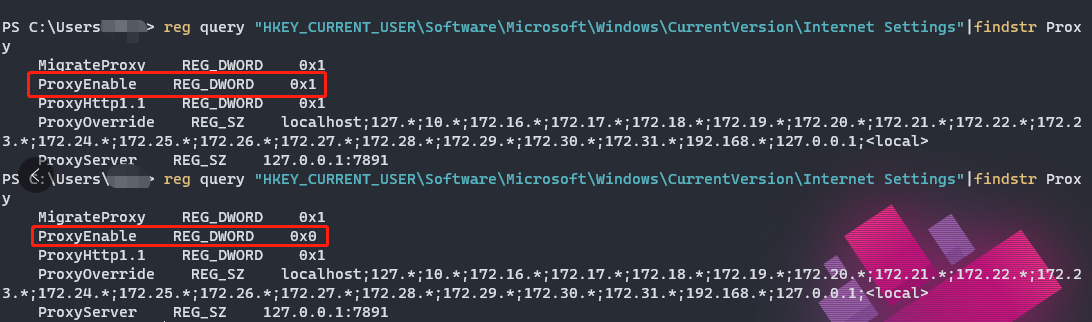 PS C:\Users > reg query "HKEY_CURRENT_USER\Software\Microsoft\Windows\CurrentVersion\Internet Settings"|findstr Prox
y
MigrateProxy REG_DWORD 0x1
ProxyEnable REG_DWORD 0x1
ProxyHttp1.1 REG_DWORD 0x1
ProxyOverride REG_SZ localhost;127.*;10.*;172.16.*;172.17.*;172.18.*;172.19.*;172.20.*;172.21.*;172.22.*;172.2
3.*;172.24.*;172.25.*;172.26.*;172.27.*;172.28.*;172.29.*;172.30.*;172.31.*;192.168.*;127.0.0.1;<local>
ProxyServer REG_SZ 127.0.0.1:7891
PS C:\Users\ > reg query "HKEY_CURRENT_USER\Software\Microsoft\Windows\CurrentVersion\Internet Settings"|findstr Prox
y
MigrateProxy REG_DWORD 0x1
ProxyEnable REG_DWORD 0x0
ProxyHttp1.1 REG_DWORD 0x1
ProxyOverride REG_SZ localhost;127.*;10.*;172.16.*;172.17.*;172.18.*;172.19.*;172.20.*;172.21.*;172.22.*;172.2
3.*;172.24.*;172.25.*;172.26.*;172.27.*;172.28.*;172.29.*;172.30.*;172.31.*;192.168.*;127.0.0.1;<local>
ProxyServer REG_SZ 127.0.0.1:7891